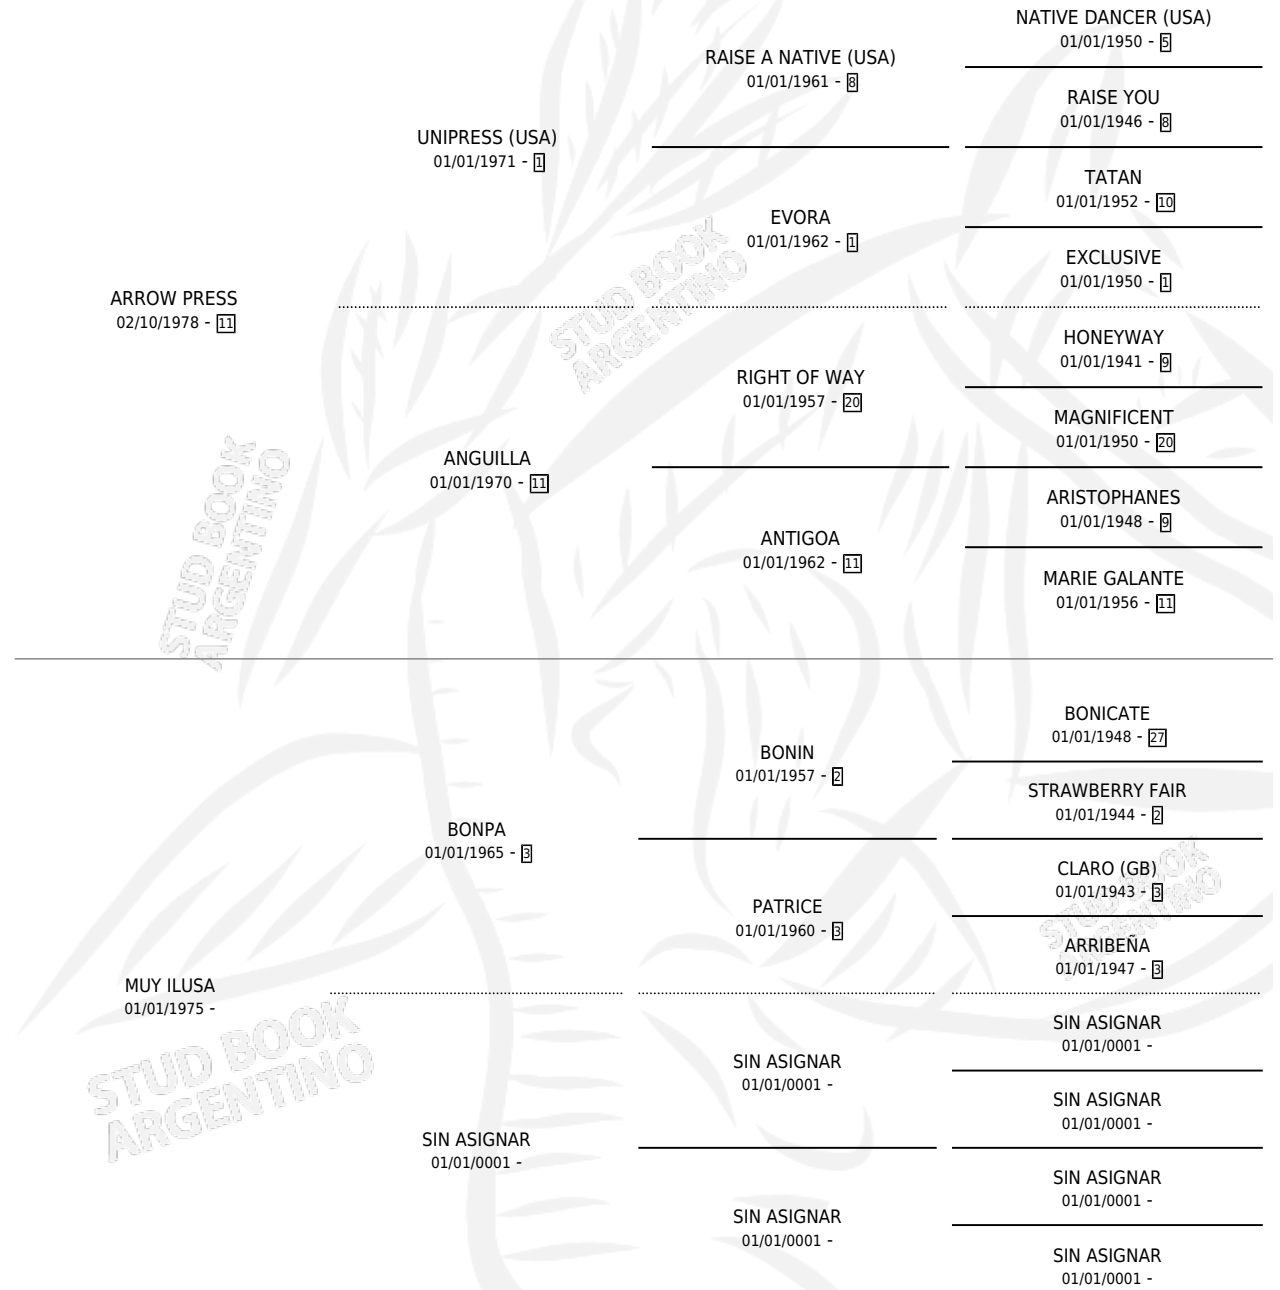 NATIVE DANCER (USA)
01/01/1950 - 5
RAISE A NATIVE (USA)
01/01/1961 - 8
RAISE YOU
01/01/1946 - 8
UNIPRESS (USA)
01/01/1971 - 1
TATAN
01/01/1952 - 10
EVORA
01/01/1962 - 1
EXCLUSIVE
01/01/1950 - 1
ARROW PRESS
02/10/1978 - 11
HONEYWAY
01/01/1941 - 9
RIGHT OF WAY
01/01/1957 - 20
MAGNIFICENT
01/01/1950 - 20
ANGUILLA
01/01/1970 - 11
ARISTOPHANES
01/01/1948 - 9
ANTIGOA
01/01/1962 - 11
MARIE GALANTE
01/01/1956 - 11
STUD BOOK
ARGENTINO
STUD BOOK
ARGENTINO
BONICATE
01/01/1948 - 27
BONIN
01/01/1957 - 2
STRAWBERRY FAIR
01/01/1944 - 2
BONPA
01/01/1965 - 3
CLARO (GB)
01/01/1943 - 3
PATRICE
01/01/1960 - 3
ARRIBEÑA
01/01/1947 - 3
STUD BOOK
ARGENTINO
MUY ILUSA
01/01/1975 -
SIN ASIGNAR
01/01/0001 -
SIN ASIGNAR
01/01/0001 -
SIN ASIGNAR
01/01/0001 -
SIN ASIGNAR
01/01/0001 -
SIN ASIGNAR
01/01/0001 -
SIN ASIGNAR
01/01/0001 -
SIN ASIGNAR
01/01/0001 -
STUD BOOK
ARGENTINO